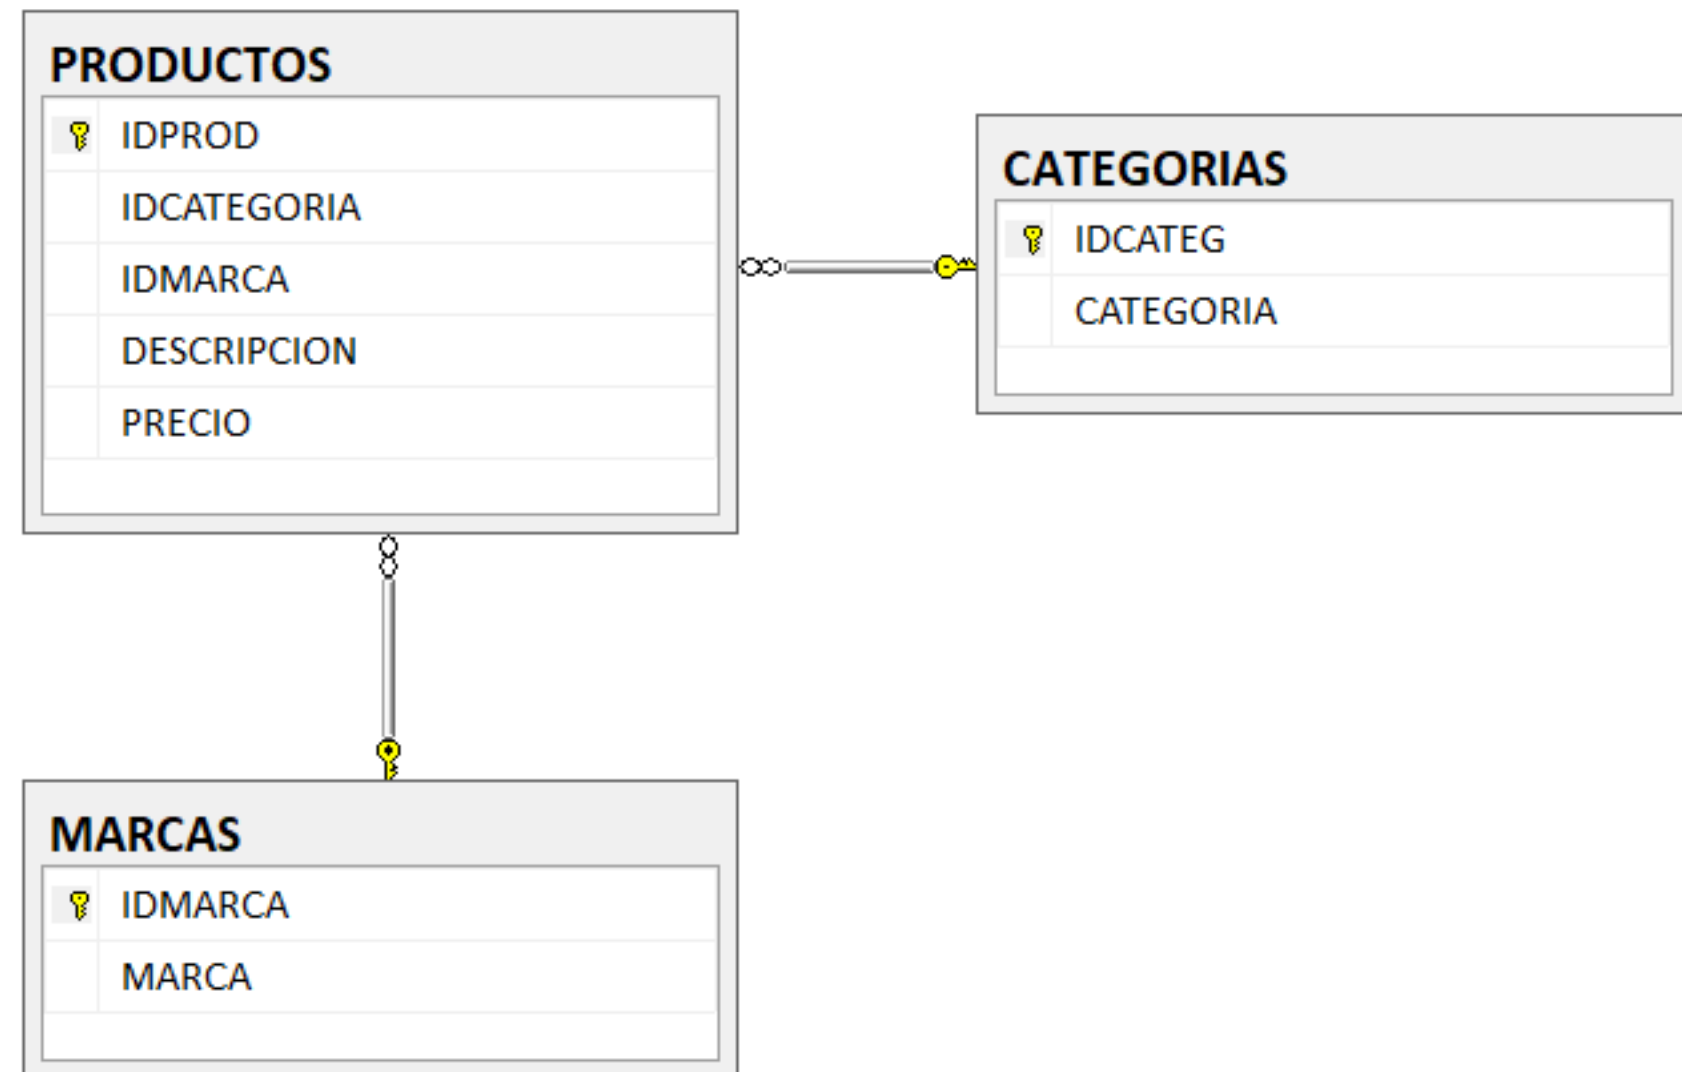 PRODUCTOS
IDPROD
IDCATEGORIA
IDMARCA
DESCRIPCION
PRECIO
CATEGORIAS
IDCATEG
CATEGORIA
MARCAS
IDMARCA
MARCA